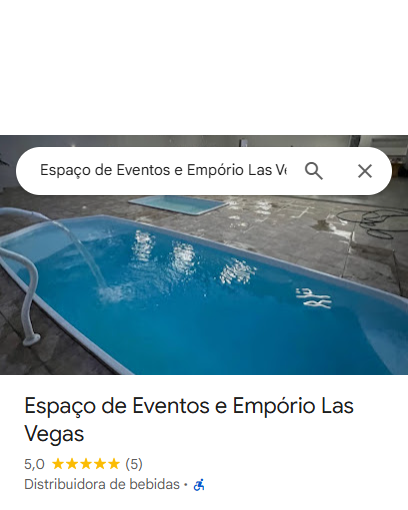 Espaço de Eventos e Empório Las Ve
Espaço de Eventos e Empório Las
Vegas
5,0 ★★★★★ (5)
Distribuidora de bebidas •